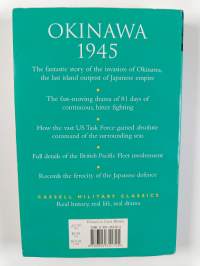 OKINAWA
1945
The fantastic story of the invasion of Okinawa,
the last island outpost of Japanese empire
The fast-moving drama of 81 days of
continuous, bitter fighting
How the vast US Task Force gained absolute
command of the surrounding seas
Full details of the British Pacific Fleet involvement
Records the ferocity of the Japanese defence
CASSELL MILITARY CLASSICS
Real history, real life, real drama